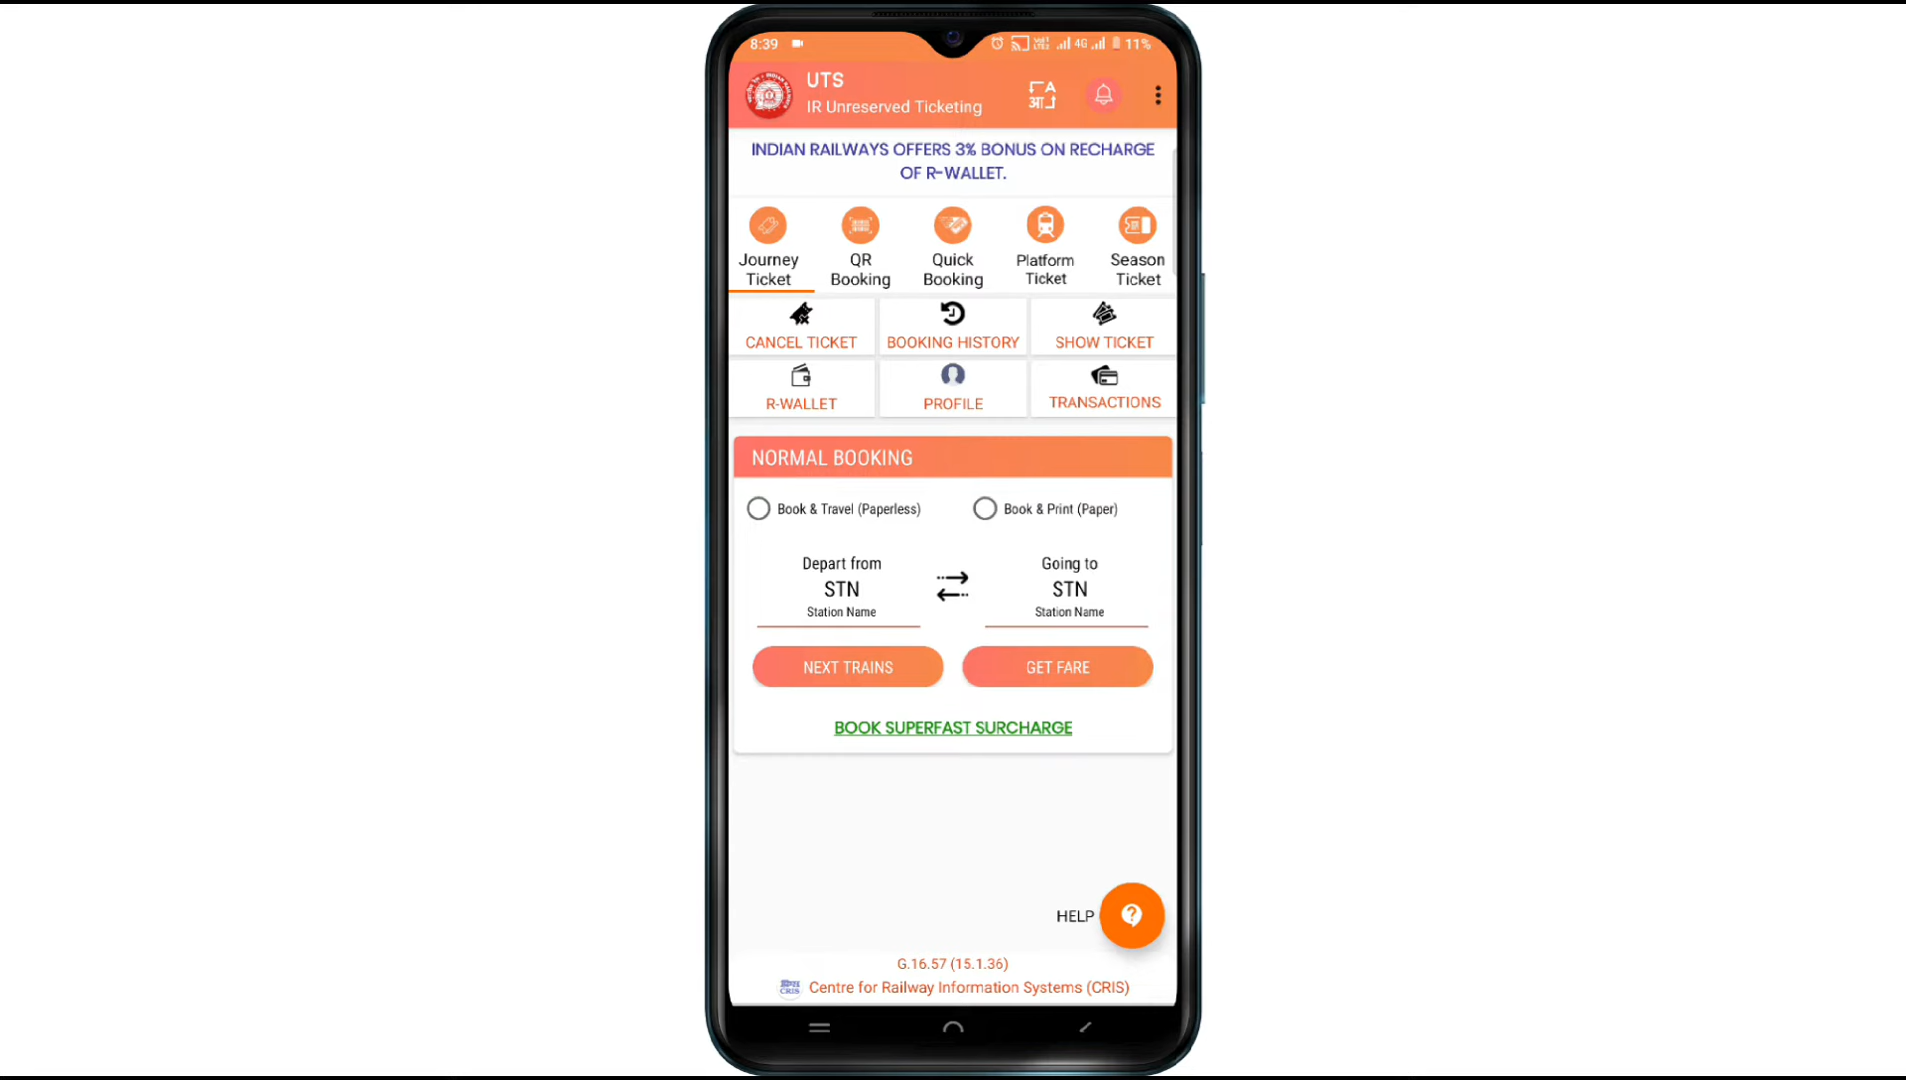 8:39 4G 11%
UTS
IR Unreserved Ticketing
A
अा
INDIAN RAILWAYS OFFERS 3% BONUS ON RECHARGE
OF R-WALLET.
Journey Ticket
QR Booking
Quick Booking
Platform Ticket
Season Ticket
CANCEL TICKET
BOOKING HISTORY
SHOW TICKET
R-WALLET
PROFILE
TRANSACTIONS
NORMAL BOOKING
Book & Travel (Paperless)
Book & Print (Paper)
Depart from
STN
Station Name
Going to
STN
Station Name
NEXT TRAINS
GET FARE
BOOK SUPERFAST SURCHARGE
HELP
G.16.57 (15.1.36)
CRIS Centre for Railway Information Systems (CRIS)